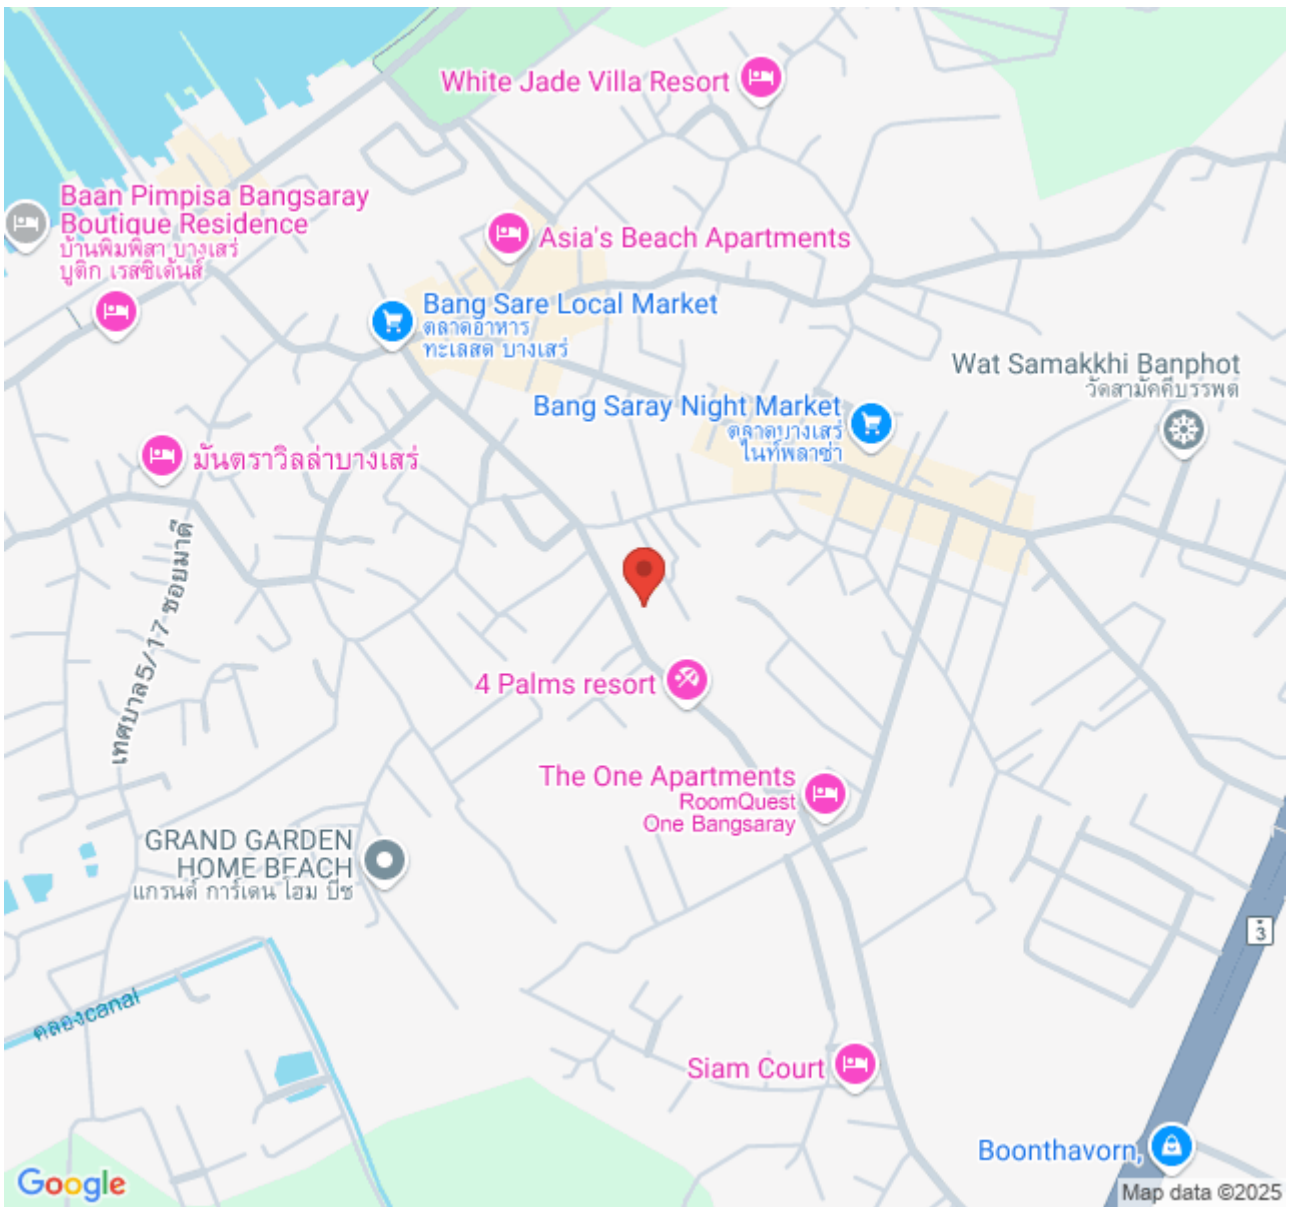 White Jade Villa Resort
Baan Pimpisa Bangsaray
Boutique Residence
บ้านพิมพิสา บางเสร่
บูติก เรสซิเด้นส์
Asia's Beach Apartments
Bang Sare Local Market
ตลาดอาหาร
ทะเลสด บางเสร่
Wat Samakkhi Banphot
วัดสามัคคีบรรพต
Bang Saray Night Market
ตลาดบางเสร่
ไนท์พลาซ่า
มันตราวิลล่าบางเสร่
เทศบาล5/17-ซอยมาดี
4 Palms resort
The One Apartments
RoomQuest
One Bangsaray
GRAND GARDEN
HOME BEACH
แกรนด์ การ์เดน โฮม บีช
3
คลองcanal
Siam Court
Boonthavorn,
Google
Map data ©2025